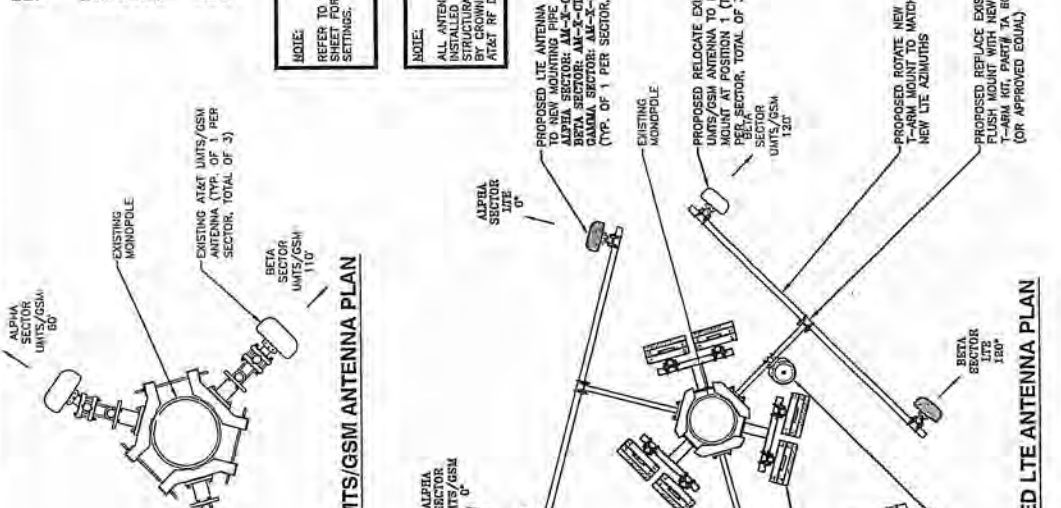 NOTE:
REFER TO
SHEET FOR
SETTINGS.
NOTE:
ALL ANTEN
INSTALLED
STRUCTURA
BY CROWN
AT&T RF D
ALPHA
SECTOR
UMTS/GSM
EXISTING
MONOPOLE
EXISTING AT&T UMTS/GSM
ANTENNA (TYP. OF 1 PER
SECTOR, TOTAL OF 3)
BETA
SECTOR
UMTS/GSM
110°
MTS/GSM ANTENNA PLAN
ALPHA
SECTOR
LTE
0°
PROPOSED LTE ANTENNA
TO NEW MOUNTING PIPE
ALPHA SECTOR: AM-X-
BETA SECTOR: AM-X-
GAMMA SECTOR: AM-X-
(TYP. OF 1 PER SECTOR,
EXISTING
MONOPOLE
PROPOSED RELOCATE EXI
UMTS/GSM ANTENNA TO
MOUNT AT POSITION 1
PER SECTOR, TOTAL OF
BETA
SECTOR
UMTS/GSM
120°
PROPOSED ROTATE NEW
T-ARM MOUNT TO MATCH
NEW LTE AZIMUTHS
PROPOSED REPLACE EXIS
FLUSH MOUNT WITH NEW
T-ARM KIT, PART# TA
(OR APPROVED EQUAL)
ALPHA
SECTOR
MTS/GSM
0°
BETA
SECTOR
LTE
120°
ED LTE ANTENNA PLAN